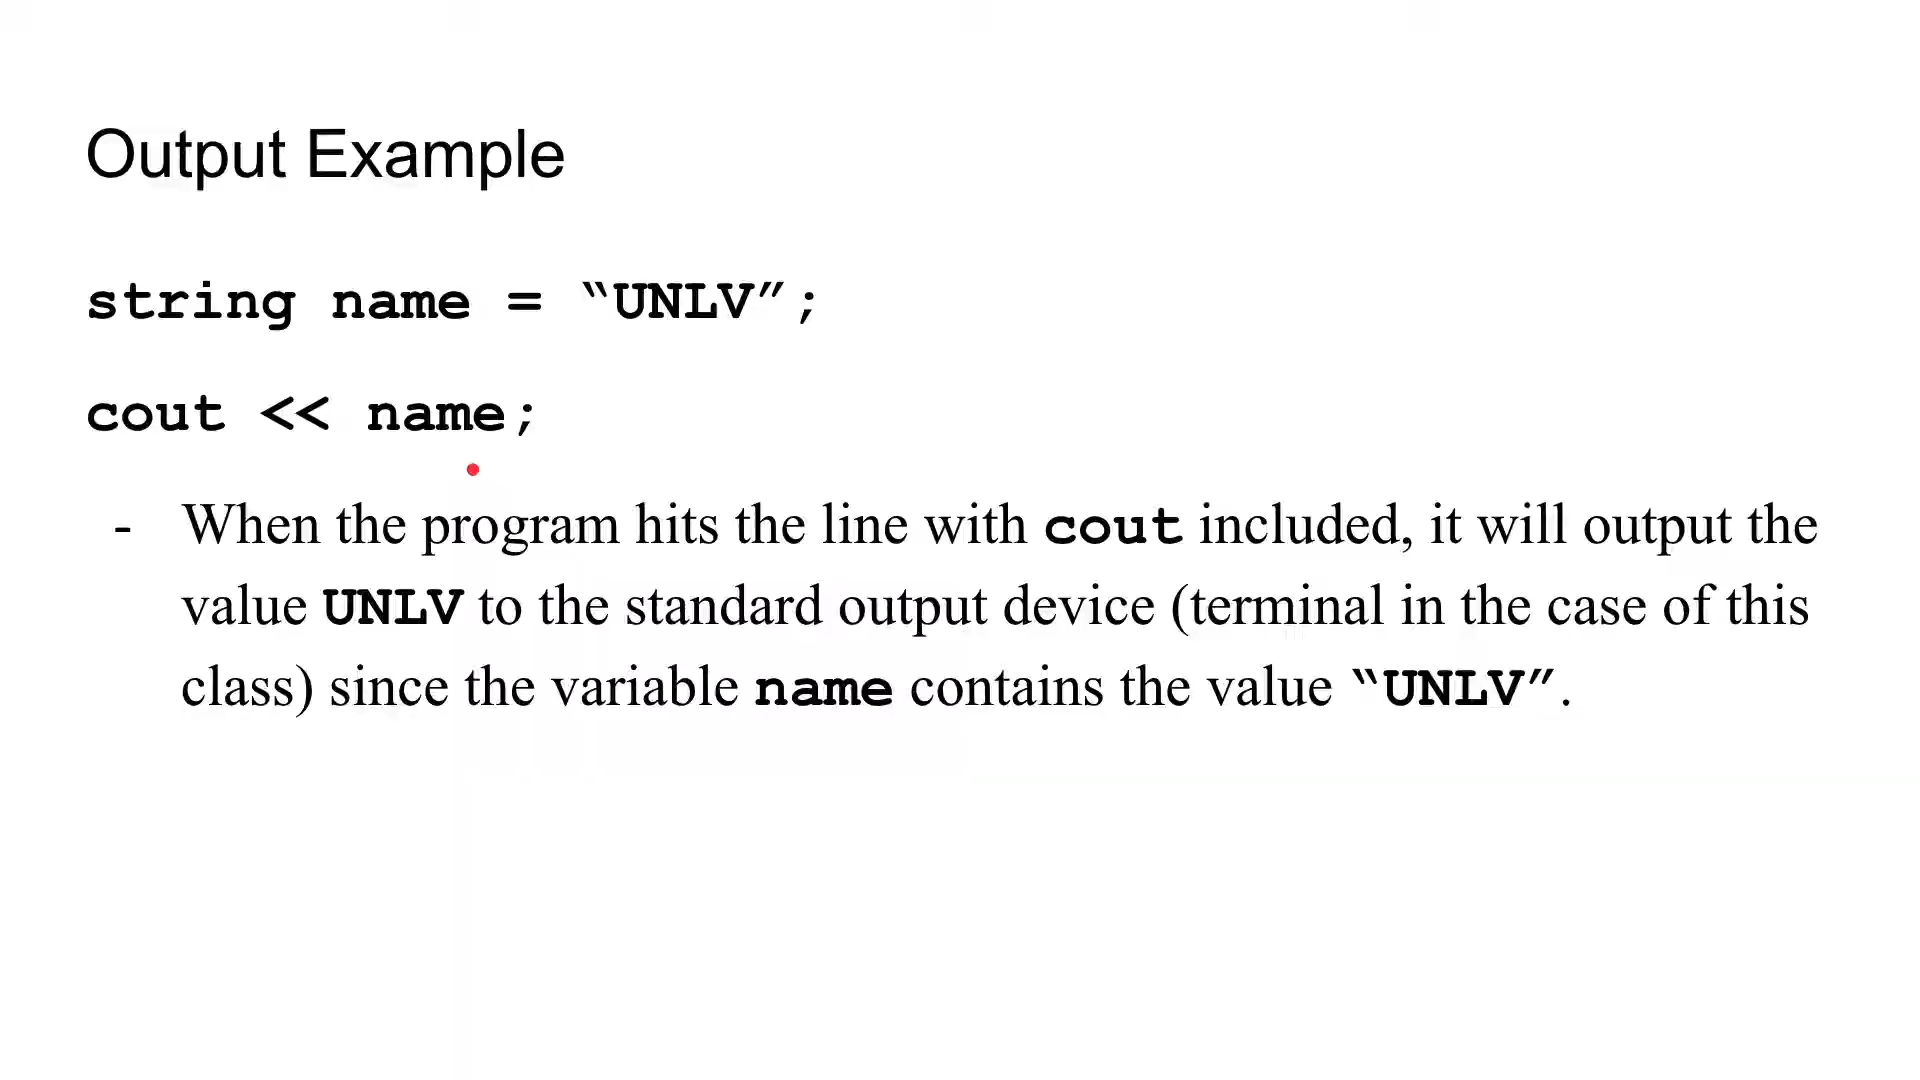 Output Example
string name = “UNLV”;
cout << name;
- When the program hits the line with cout included, it will output the
value UNLV to the standard output device (terminal in the case of this
class) since the variable name contains the value “UNLV”.